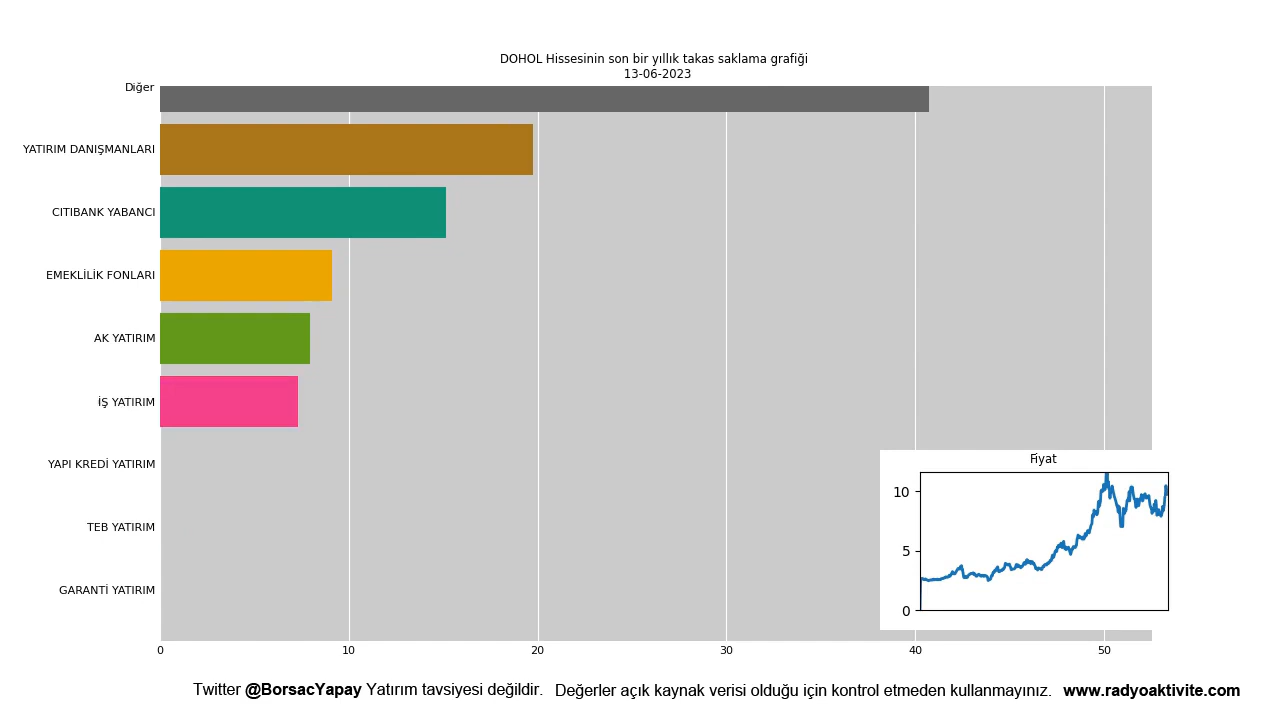 DOHOL Hissesinin son bir yıllık takas saklama grafiği
13-06-2023
Diğer
YATIRIM DANIŞMANLARI
CITIBANK YABANCI
EMEKLİLİK FONLARI
AK YATIRIM
İŞ YATIRIM
YAPI KREDİ YATIRIM
TEB YATIRIM
GARANTİ YATIRIM
Fiyat
10
5
0
0 10 20 30 40 50
Twitter @BorsacYapay Yatırım tavsiyesi değildir. Değerler açık kaynak verisi olduğu için kontrol etmeden kullanmayınız. www.radyoaktivite.com